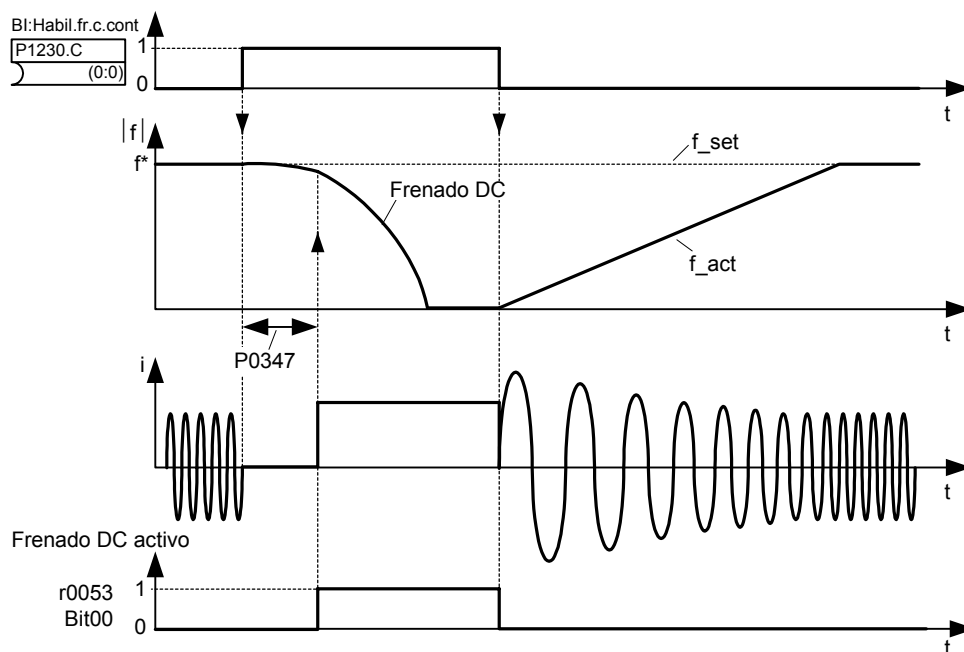 BI:Habil.fr.c.cont
P1230.C
(0:0)
1
0
t
|f|
f*
f_set
Frenado DC
f_act
t
P0347
i
t
Frenado DC activo
r0053
Bit00
1
0
t